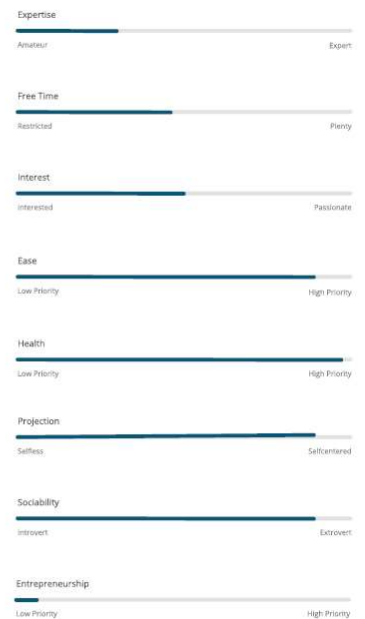 Expertise
Amateur Expert
Free Time
Restricted Plenty
Interest
Interested Passionate
Ease
Low Priority High Priority
Health
Low Priority High Priority
Projection
Selfless Selfcentered
Sociability
Introvert Extrovert
Entrepreneurship
Low Priority High Priority